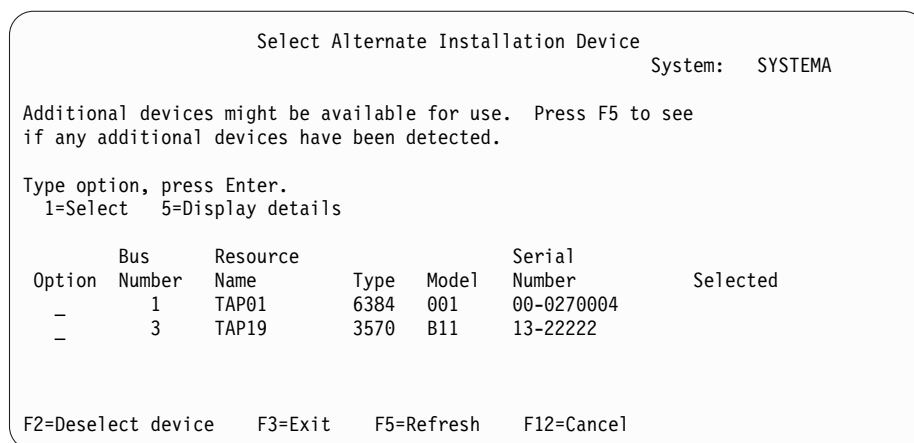 Select Alternate Installation Device
System:   SYSTEMA
Additional devices might be available for use.  Press F5 to see
if any additional devices have been detected.
Type option, press Enter.
1=Select   5=Display details
Bus   Resource   Serial
Option   Number   Name   Type   Model   Number   Selected
_   1   TAP01   6384   001   00-0270004
_   3   TAP19   3570   B11   13-22222
F2=Deselect device   F3=Exit   F5=Refresh   F12=Cancel